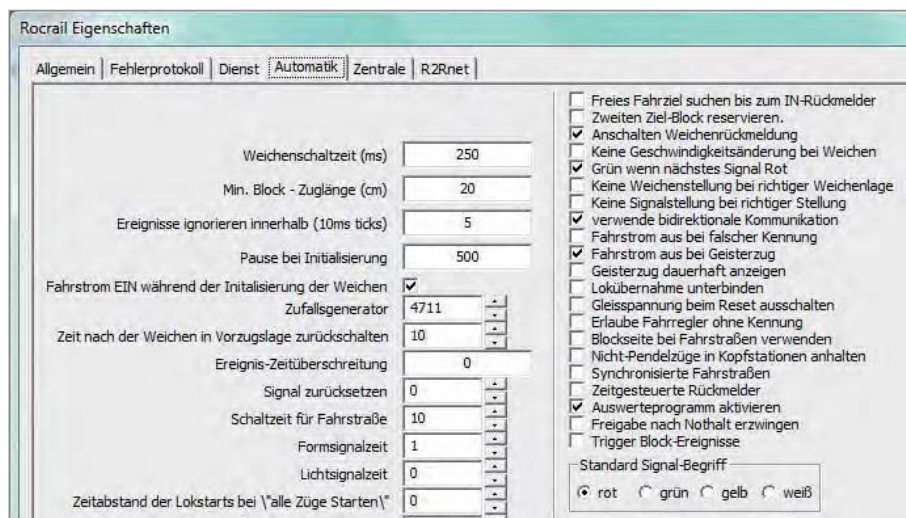 Rocrail Eigenschaften
Allgemein Fehlerprotokoll Dienst Automatik Zentrale R2Rnet
Weichenschaltzeit (ms) 250
Min. Block - Zuglänge (cm) 20
Ereignisse ignorieren innerhalb (10ms ticks) 5
Pause bei Initialisierung 500
Fahrstrom EIN während der Initalisierung der Weichen
Zufallsgenerator 4711
Zeit nach der Weichen in Vorzugslage zurückschalten 10
Ereignis-Zeitüberschreitung 0
Signal zurücksetzen 0
Schaltzeit für Fahrstraße 10
Formsignalzeit 1
Lichtsignalzeit 0
Zeitabstand der Lokstarts bei \"alle Züge Starten\" 0
Freies Fahrziel suchen bis zum IN-Rückmelder
Zweiten Ziel-Block reservieren.
Anschalten Weichenrückmeldung
Keine Geschwindigkeitsänderung bei Weichen
Grün wenn nächstes Signal Rot
Keine Weichenstellung bei richtiger Weichenlage
Keine Signalstellung bei richtiger Stellung
verwende bidirektionale Kommunikation
Fahrstrom aus bei falscher Kennung
Fahrstrom aus bei Geisterzug
Geisterzug dauerhaft anzeigen
Lokübernahme unterbinden
Gleisspannung beim Reset ausschalten
Erlaube Fahrregler ohne Kennung
Blockseite bei Fahrstraßen verwenden
Nicht-Pendelzüge in Kopfstationen anhalten
Synchronisierte Fahrstraßen
Zeitgesteuerte Rückmelder
Auswerteprogramm aktivieren
Freigabe nach Nothalt erzwingen
Trigger Block-Ereignisse
Standard Signal-Begriff
rot grün gelb weiß